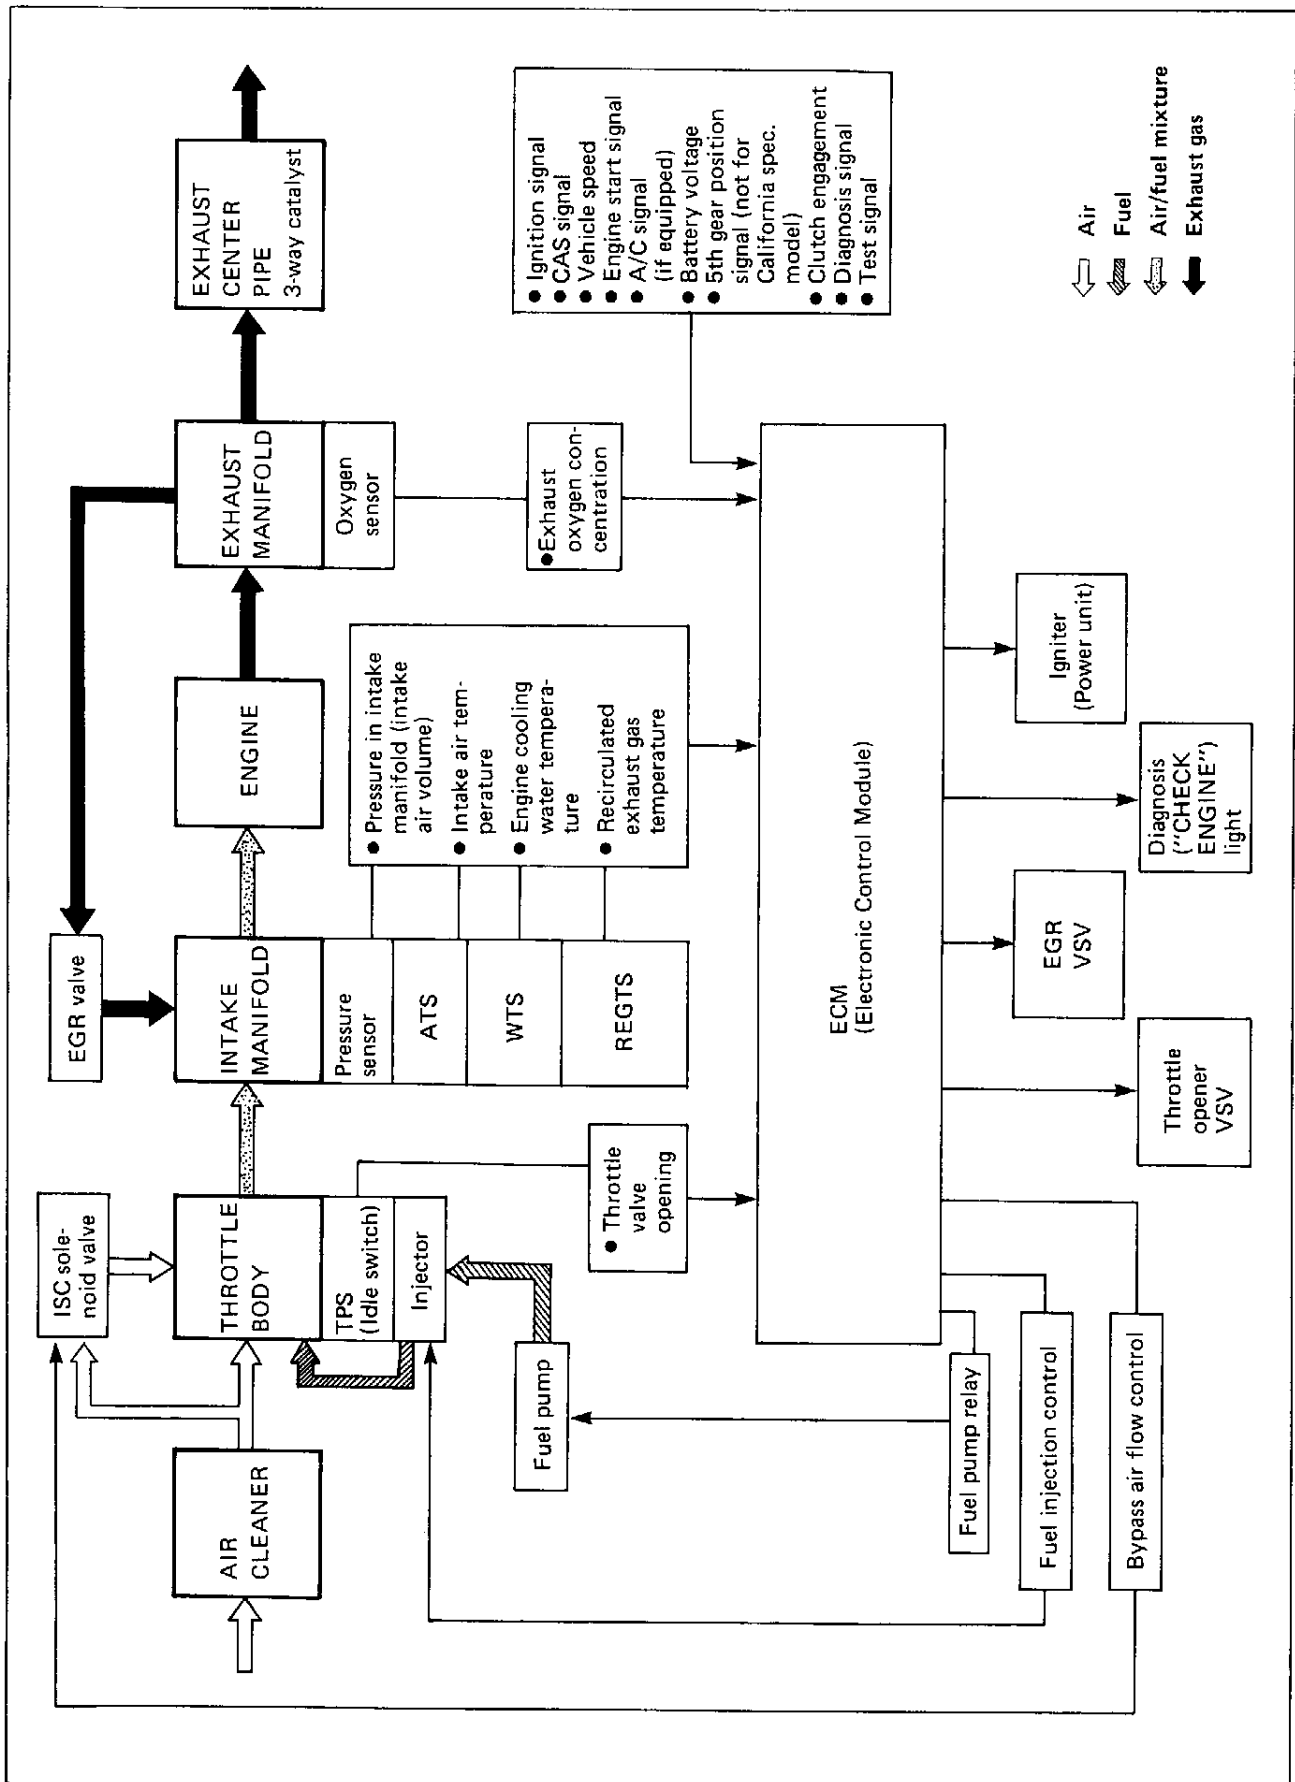 ISC sole-
noid valve
EGR valve
AIR
CLEANER
THROTTLE
BODY
TPS
(Idle switch)
Injector
INTAKE
MANIFOLD
Pressure
sensor
ATS
WTS
REGTS
ENGINE
EXHAUST
MANIFOLD
Oxygen
sensor
EXHAUST
CENTER
PIPE
3-way catalyst
Fuel pump
● Throttle
valve
opening
● Pressure in intake
manifold (intake
air volume)
● Intake air tem-
perature
● Engine cooling
water tempera-
ture
● Recirculated
exhaust gas
temperature
●Exhaust
oxygen con-
centration
● Ignition signal
● CAS signal
● Vehicle speed
● Engine start signal
● A/C signal
(if equipped)
● Battery voltage
● 5th gear position
signal (not for
California spec.
model)
● Clutch engagement
● Diagnosis signal
● Test signal
ECM
(Electronic Control Module)
Fuel pump relay
Fuel injection control
Bypass air flow control
Throttle
opener
VSV
EGR
VSV
Diagnosis
("CHECK
ENGINE")
light
Igniter
(Power unit)
Air
Fuel
Air/fuel mixture
Exhaust gas